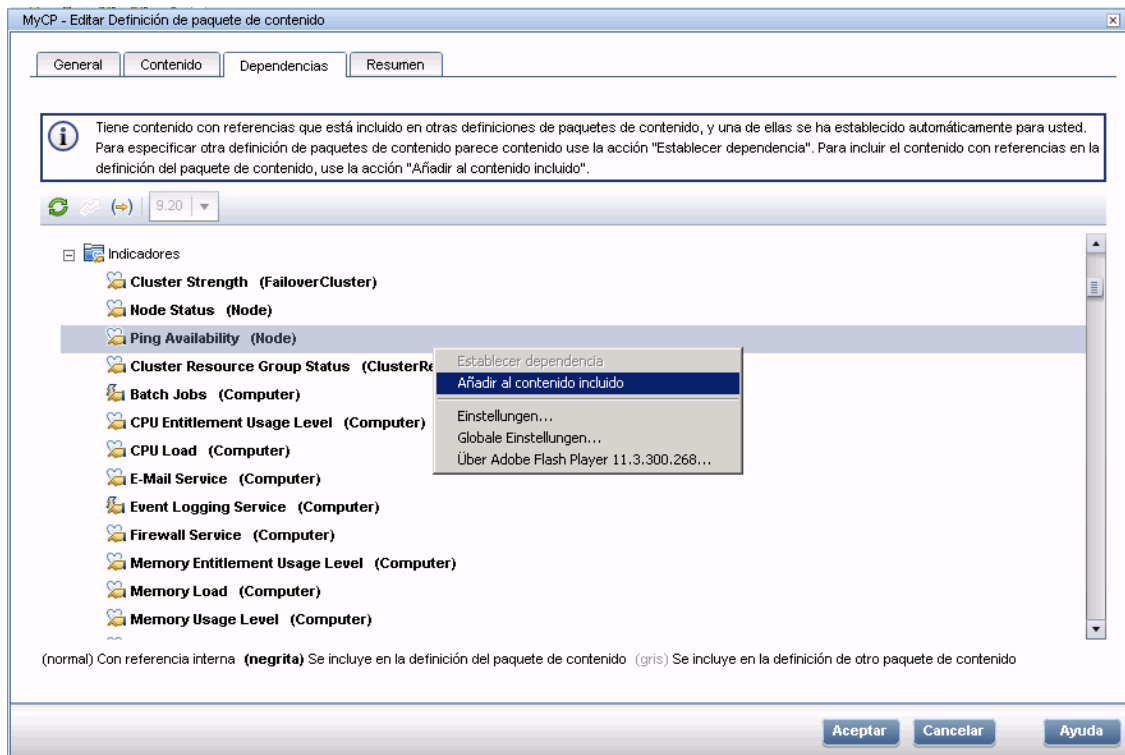 MyCP - Editar Definición de paquete de contenido
General Contenido Dependencias Resumen
Tiene contenido con referencias que está incluido en otras definiciones de paquetes de contenido, y una de ellas se ha establecido automáticamente para usted.
Para especificar otra definición de paquetes de contenido parece contenido use la acción "Establecer dependencia". Para incluir el contenido con referencias en la
definición del paquete de contenido, use la acción "Añadir al contenido incluido".
9.20
Indicadores
Cluster Strength (FailoverCluster)
Node Status (Node)
Ping Availability (Node)
Cluster Resource Group Status (ClusterRe
Batch Jobs (Computer)
CPU Entitlement Usage Level (Computer)
CPU Load (Computer)
E-Mail Service (Computer)
Event Logging Service (Computer)
Firewall Service (Computer)
Memory Entitlement Usage Level (Computer)
Memory Load (Computer)
Memory Usage Level (Computer)
Establecer dependencia
Añadir al contenido incluido
Einstellungen...
Globale Einstellungen...
Über Adobe Flash Player 11.3.300.268...
(normal) Con referencia interna (negrita) Se incluye en la definición del paquete de contenido (gris) Se incluye en la definición de otro paquete de contenido
Aceptar Cancelar Ayuda